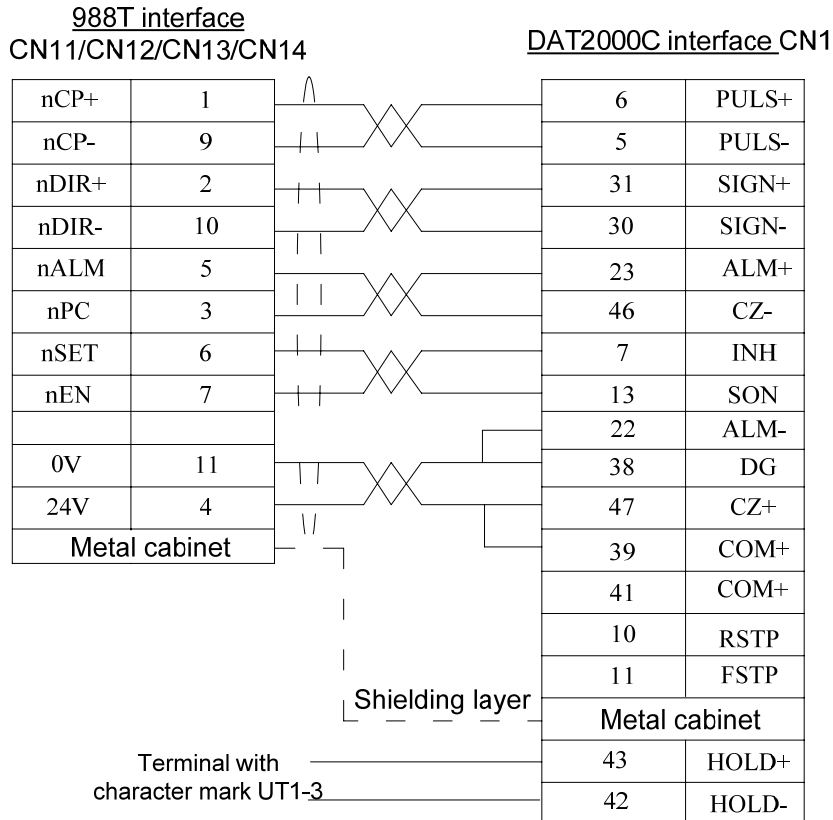 988T interface
CN11/CN12/CN13/CN14
DAT2000C interface CN1
nCP+ 1 6 PULS+
nCP- 9 5 PULS-
nDIR+ 2 31 SIGN+
nDIR- 10 30 SIGN-
nALM 5 23 ALM+
nPC 3 46 CZ-
nSET 6 7 INH
nEN 7 13 SON
22 ALM-
0V 11 38 DG
24V 4 47 CZ+
Metal cabinet 39 COM+
41 COM+
10 RSTP
11 FSTP
Shielding layer Metal cabinet
Terminal with 43 HOLD+
character mark UT1-3 42 HOLD-